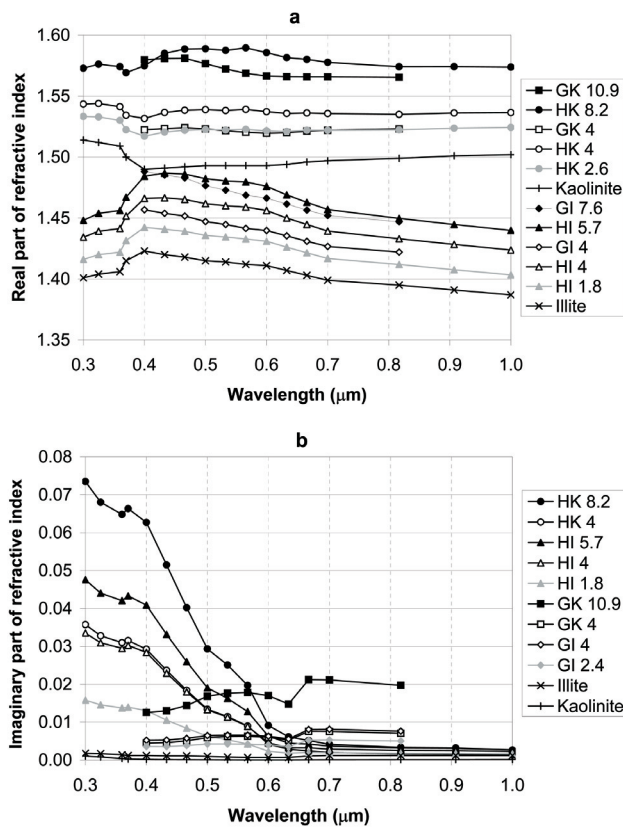 a
Real part of refractive index
1.60
1.55
1.50
1.45
1.40
1.35
0.3 0.4 0.5 0.6 0.7 0.8 0.9 1.0
Wavelength (μm)
GK 10.9
HK 8.2
GK 4
HK 4
HK 2.6
Kaolinite
GI 7.6
HI 5.7
GI 4
HI 4
HI 1.8
Illite
b
Imaginary part of refractive index
0.08
0.07
0.06
0.05
0.04
0.03
0.02
0.01
0.00
0.3 0.4 0.5 0.6 0.7 0.8 0.9 1.0
Wavelength (μm)
HK 8.2
HK 4
HI 5.7
HI 4
HI 1.8
GK 10.9
GK 4
GI 4
GI 2.4
Illite
Kaolinite